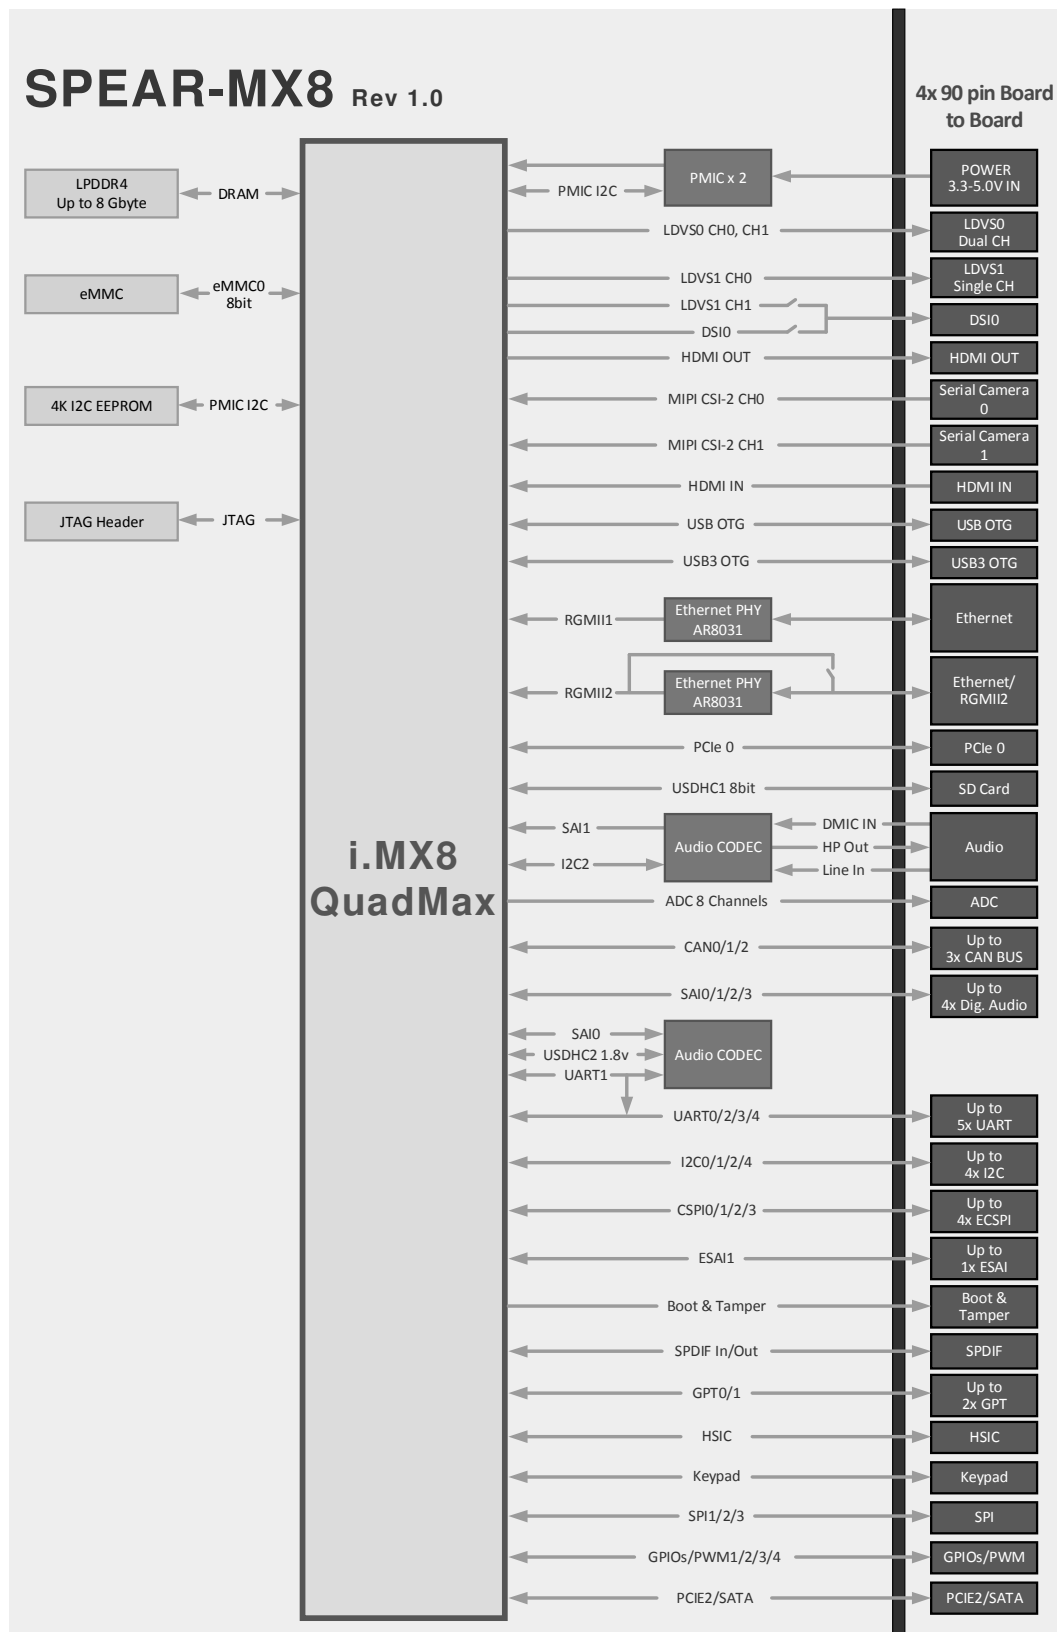 SPEAR-MX8 Rev 1.0
4x 90 pin Board
to Board
LPDDR4
Up to 8 Gbyte
DRAM
eMMC
eMMC0
8bit
4K I2C EEPROM
PMIC I2C
JTAG Header
JTAG
i.MX8
QuadMax
PMIC I2C
PMIC x 2
POWER
3.3-5.0V IN
LDVS0 CH0, CH1
LDVS0
Dual CH
LDVS1 CH0
LDVS1
Single CH
LDVS1 CH1
DSI0
DSI0
HDMI OUT
HDMI OUT
MIPI CSI-2 CH0
Serial Camera
0
MIPI CSI-2 CH1
Serial Camera
1
HDMI IN
HDMI IN
USB OTG
USB OTG
USB3 OTG
USB3 OTG
RGMII1
Ethernet PHY
AR8031
Ethernet
RGMII2
Ethernet PHY
AR8031
Ethernet/
RGMII2
PCIe 0
PCIe 0
USDHC1 8bit
SD Card
SAI1
I2C2
Audio CODEC
DMIC IN
HP Out
Line In
Audio
ADC 8 Channels
ADC
CAN0/1/2
Up to
3x CAN BUS
SAI0/1/2/3
Up to
4x Dig. Audio
SAI0
USDHC2 1.8v
UART1
Audio CODEC
UART0/2/3/4
Up to
5x UART
I2C0/1/2/4
Up to
4x I2C
CSPI0/1/2/3
Up to
4x ECSPI
ESAI1
Up to
1x ESAI
Boot & Tamper
Boot &
Tamper
SPDIF In/Out
SPDIF
GPT0/1
Up to
2x GPT
HSIC
HSIC
Keypad
Keypad
SPI1/2/3
SPI
GPIOs/PWM1/2/3/4
GPIOs/PWM
PCIE2/SATA
PCIE2/SATA